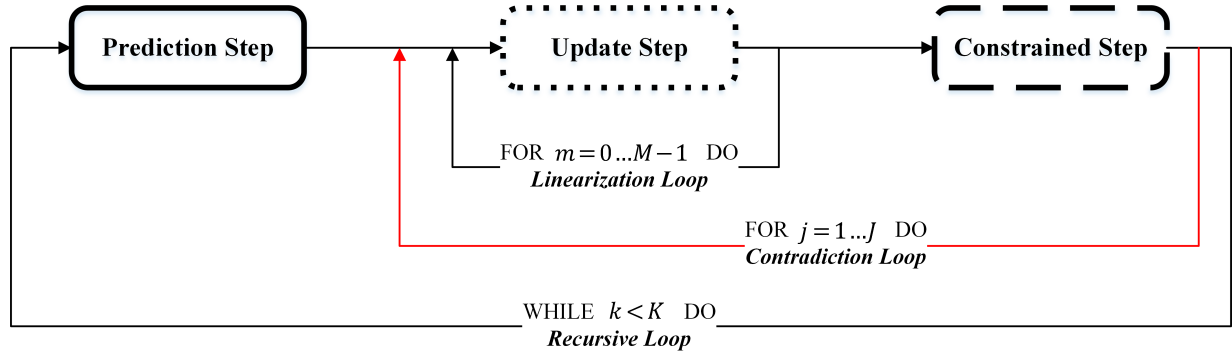 Prediction Step
Update Step
Constrained Step
FOR m=0…M−1 DO
Linearization Loop
FOR j=1…J DO
Contradiction Loop
WHILE k<K DO
Recursive Loop